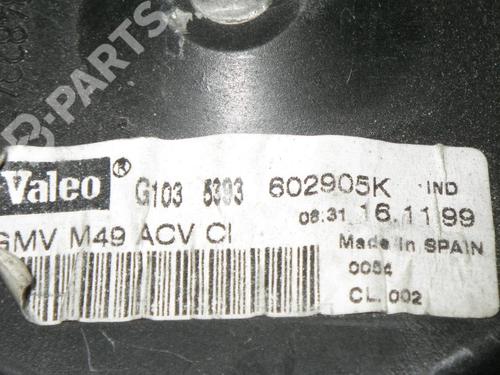 B-PARTS
Valeo ® G103 5393 602905K IND
08:31 16.11.99
GMV M49 ACV CI
Made in SPAIN
0054
CL. 002